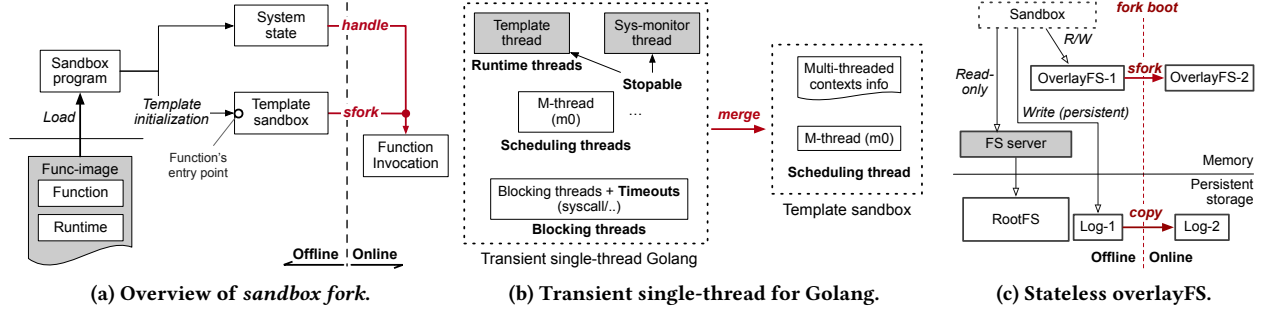 System
state
handle
Sandbox
program
Template
initialization
Template
sandbox
sfork
Load
Function's
entry point
Function
Invocation
Func-image
Function
Runtime
Offline
Online
(a) Overview of sandbox fork.
Template
thread
Sys-monitor
thread
Runtime threads
Stopable
M-thread
(m0)
...
Scheduling threads
Blocking threads + Timeouts
(syscall/..)
Blocking threads
Transient single-thread Golang
merge
Multi-threaded
contexts info
M-thread (m0)
Scheduling thread
Template sandbox
(b) Transient single-thread for Golang.
Sandbox
fork boot
R/W
Read-
only
OverlayFS-1
sfork
OverlayFS-2
Write (persistent)
FS server
Memory
Persistent
storage
RootFS
Log-1
copy
Log-2
Offline
Online
(c) Stateless overlayFS.